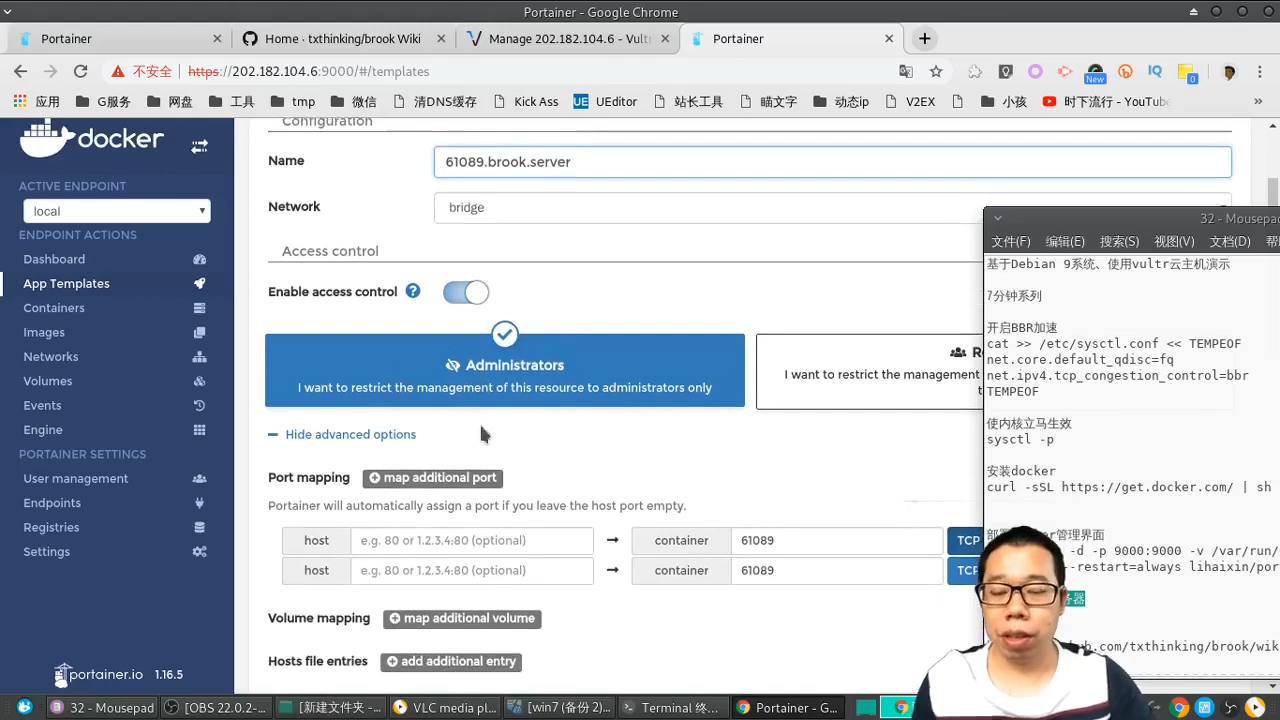 Portainer - Google Chrome
Portainer
Home · txthinking/brook Wiki
Manage 202.182.104.6 - Vultr
Portainer
不安全 https://202.182.104.6:9000/#/templates
New
0
应用 G服务 网盘 工具 tmp 微信 清DNS缓存 Kick Ass UE UEditor 站长工具 瞄文字 动态ip V2EX 小孩 时下流行 - YouTube »
docker
ACTIVE ENDPOINT
local
ENDPOINT ACTIONS
Dashboard
App Templates
Containers
Images
Networks
Volumes
Events
Engine
PORTAINER SETTINGS
User management
Endpoints
Registries
Settings
portainer.io 1.16.5
Configuration
Name 61089.brook.server
Network bridge
Access control
Enable access control
Administrators
I want to restrict the management of this resource to administrators only
I want to restrict the management
Hide advanced options
Port mapping map additional port
Portainer will automatically assign a port if you leave the host port empty.
host e.g. 80 or 1.2.3.4:80 (optional) → container 61089 TCP
host e.g. 80 or 1.2.3.4:80 (optional) → container 61089 TCP
Volume mapping map additional volume
Hosts file entries add additional entry
32 - Mousepad
文件(F) 编辑(E) 搜索(S) 视图(V) 文档(D)
基于Debian 9系统、使用vultr云主机演示
7分钟系列
开启BBR加速
cat >> /etc/sysctl.conf << TEMPEOF
net.core.default_qdisc=fq
net.ipv4.tcp_congestion_control=bbr
TEMPEOF
使内核立马生效
sysctl -p
安装docker
curl -sSL https://get.docker.com/ | sh
管理界面
-d -p 9000:9000 -v /var/run/
--restart=always lihaixin/por
务器
.com/txthinking/brook/wik
32 - Mousepad
[OBS 22.0.2-...
[新建文件夹 - ...
VLC media pl...
[win7 (备份 2)...
Terminal 终...
Portainer - G...